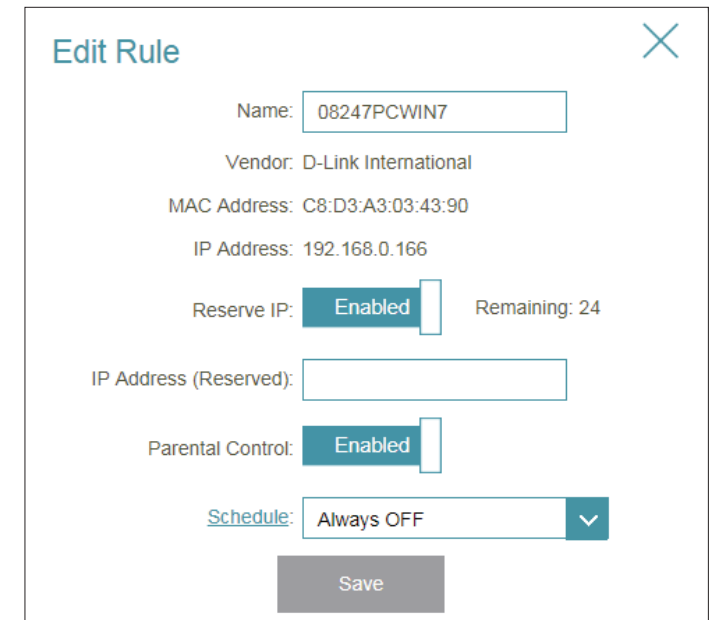 Edit Rule
Name: 08247PCWIN7
Vendor: D-Link International
MAC Address: C8:D3:A3:03:43:90
IP Address: 192.168.0.166
Reserve IP: Enabled Remaining: 24
IP Address (Reserved):
Parental Control: Enabled
Schedule: Always OFF
Save